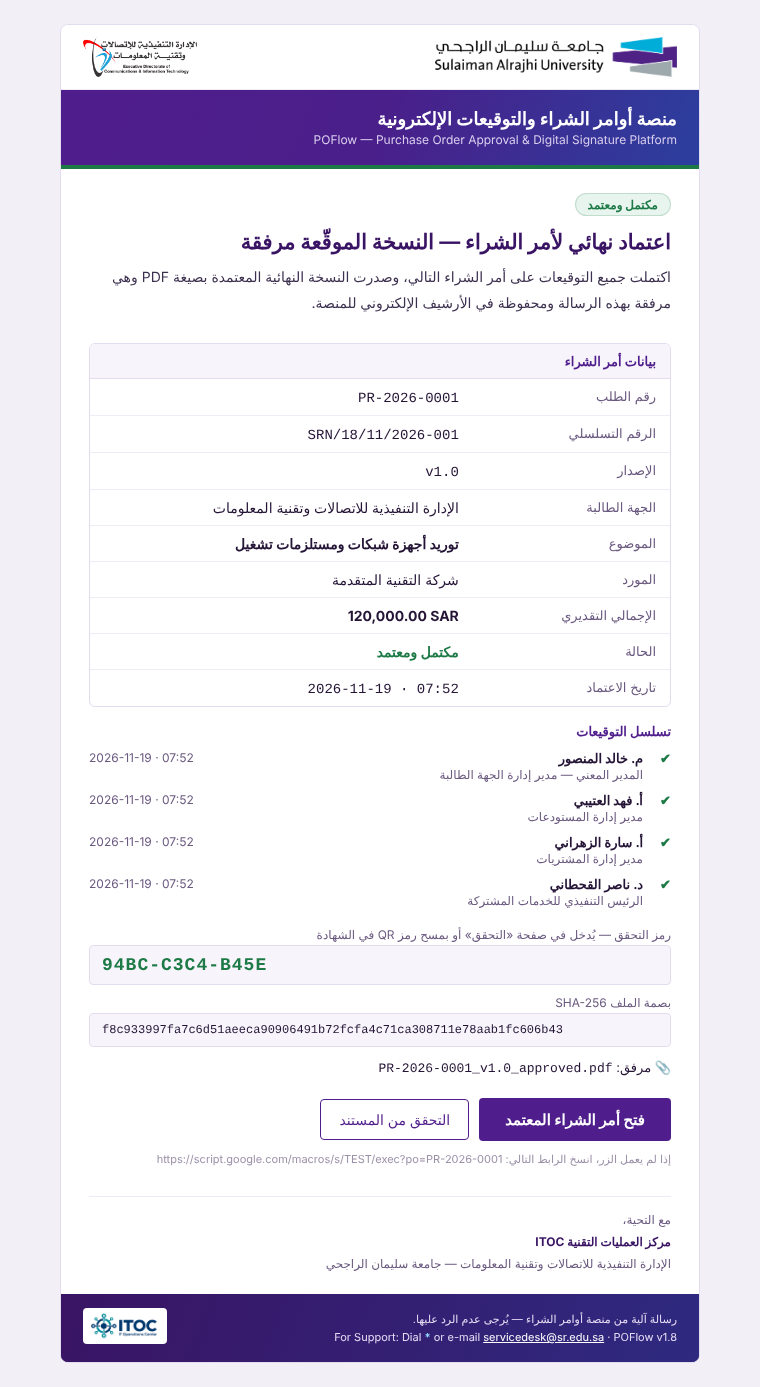 جامعة سليمان الراجحي
Sulaiman Alrajhi University
الإدارة التنفيذية للإتصالات
وتقنيـــة المعلومـــات
Executive Directorate of
Communications & Information Technology
منصة أوامر الشراء والتوقيعات الإلكترونية
POFlow — Purchase Order Approval & Digital Signature Platform
مكتمل ومعتمد
اعتماد نهائي لأمر الشراء — النسخة الموقّعة مرفقة
اكتملت جميع التوقيعات على أمر الشراء التالي، وصدرت النسخة النهائية المعتمدة بصيغة PDF وهي
مرفقة بهذه الرسالة ومحفوظة في الأرشيف الإلكتروني للمنصة.
بيانات أمر الشراء
رقم الطلب PR-2026-0001
الرقم التسلسلي SRN/18/11/2026-001
الإصدار v1.0
الجهة الطالبة الإدارة التنفيذية للاتصالات وتقنية المعلومات
الموضوع توريد أجهزة شبكات ومستلزمات تشغيل
المورد شركة التقنية المتقدمة
الإجمالي التقديري 120,000.00 SAR
الحالة مكتمل ومعتمد
تاريخ الاعتماد 2026-11-19 · 07:52
تسلسل التوقيعات
✔ م. خالد المنصور 2026-11-19 · 07:52
المدير المعني — مدير إدارة الجهة الطالبة
✔ أ. فهد العتيبي 2026-11-19 · 07:52
مدير إدارة المستودعات
✔ أ. سارة الزهراني 2026-11-19 · 07:52
مدير إدارة المشتريات
✔ د. ناصر القحطاني 2026-11-19 · 07:52
الرئيس التنفيذي للخدمات المشتركة
رمز التحقق — يُدخل في صفحة «التحقق» أو بمسح رمز QR في الشهادة
94BC-C3C4-B45E
بصمة الملف SHA-256
f8c933997fa7c6d51aeeca90906491b72fcfa4c71ca308711e78aab1fc606b43
📎 مرفق: PR-2026-0001_v1.0_approved.pdf
فتح أمر الشراء المعتمد
التحقق من المستند
إذا لم يعمل الزر، انسخ الرابط التالي: https://script.google.com/macros/s/TEST/exec?po=PR-2026-0001
مع التحية،
مركز العمليات التقنية ITOC
الإدارة التنفيذية للاتصالات وتقنية المعلومات — جامعة سليمان الراجحي
رسالة آلية من منصة أوامر الشراء — يُرجى عدم الرد عليها.
For Support: Dial * or e-mail servicedesk@sr.edu.sa · POFlow v1.8
ITOC
IT Operations Center